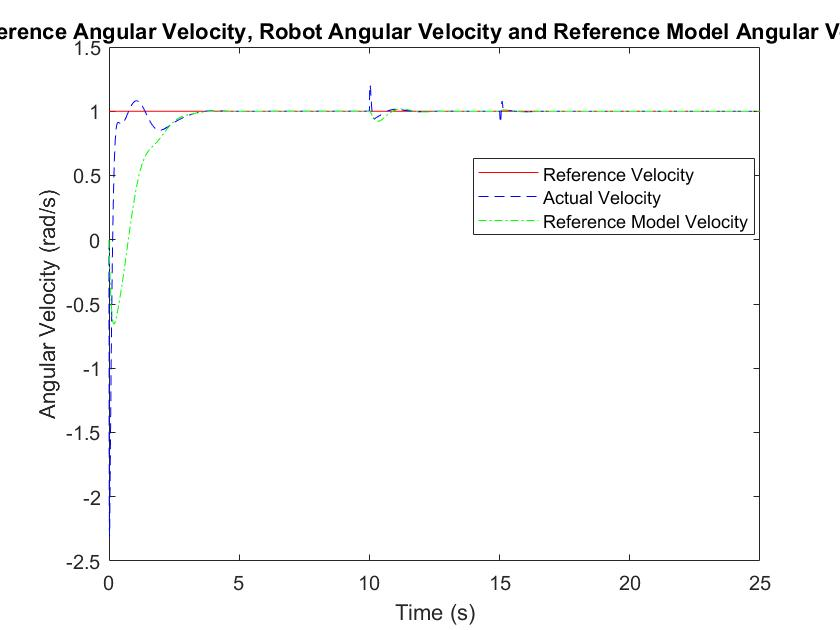 erence Angular Velocity, Robot Angular Velocity and Reference Model Angular V
1.5
1
0.5
0
-0.5
-1
-1.5
-2
-2.5
Angular Velocity (rad/s)
Reference Velocity
Actual Velocity
Reference Model Velocity
0 5 10 15 20 25
Time (s)